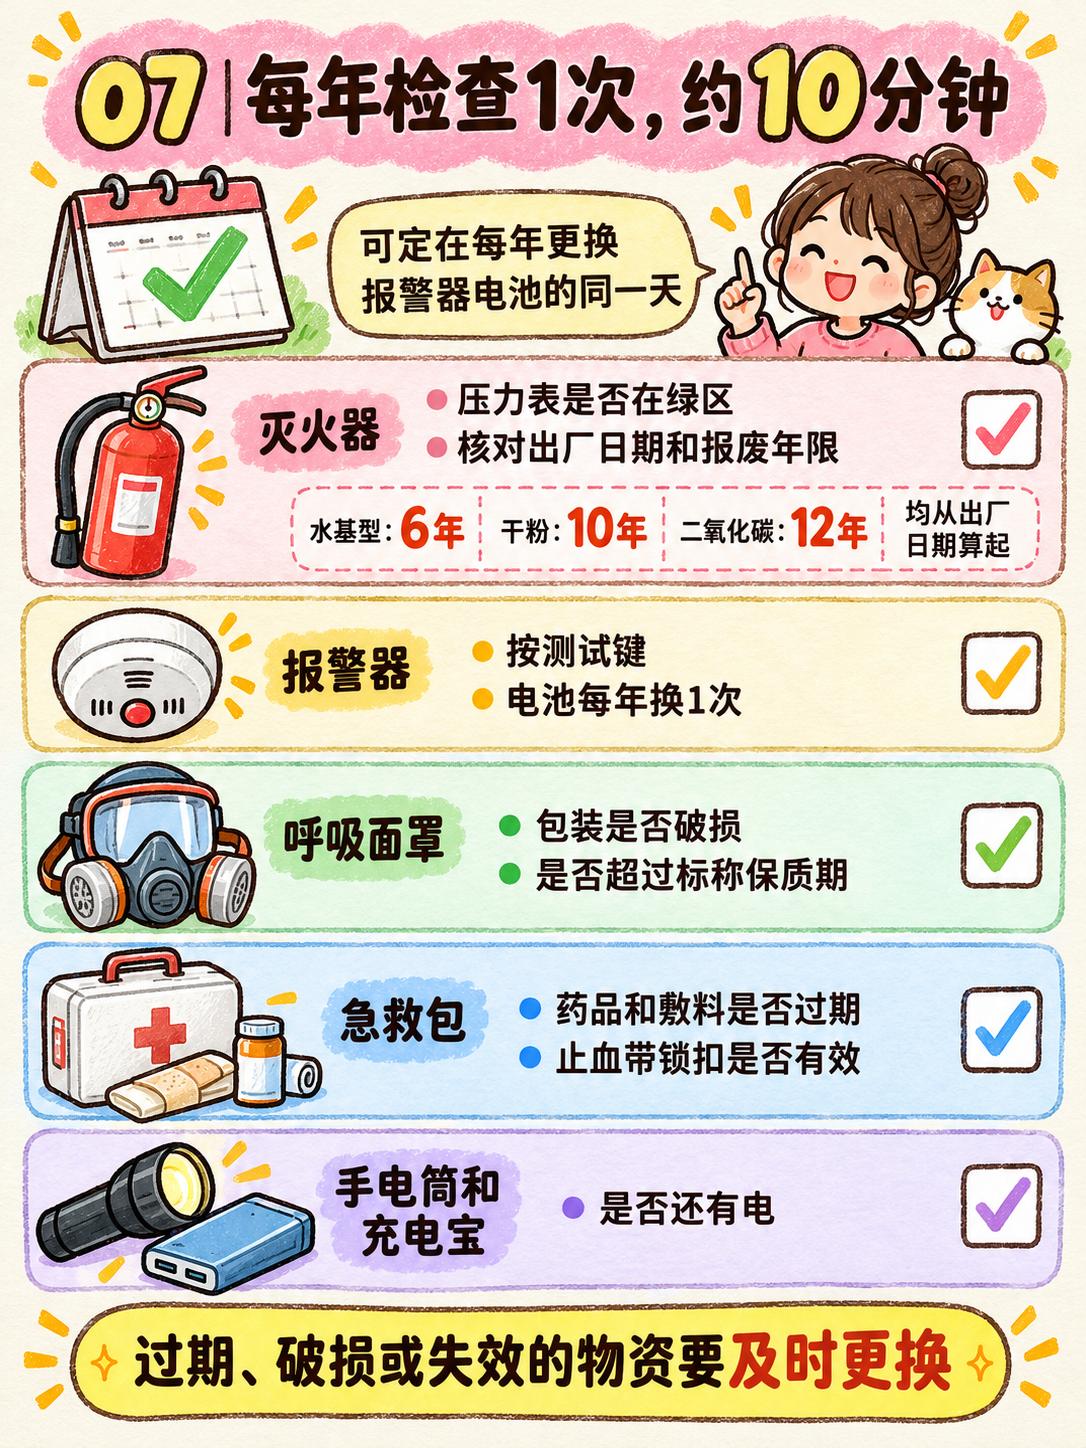 07 | 每年检查1次，约10分钟
可定在每年更换
报警器电池的同一天
灭火器
压力表是否在绿区
核对出厂日期和报废年限
水基型：6年
干粉：10年
二氧化碳：12年
均从出厂
日期算起
报警器
按测试键
电池每年换1次
呼吸面罩
包装是否破损
是否超过标称保质期
急救包
药品和敷料是否过期
止血带锁扣是否有效
手电筒和
充电宝
是否还有电
过期、破损或失效的物资要及时更换